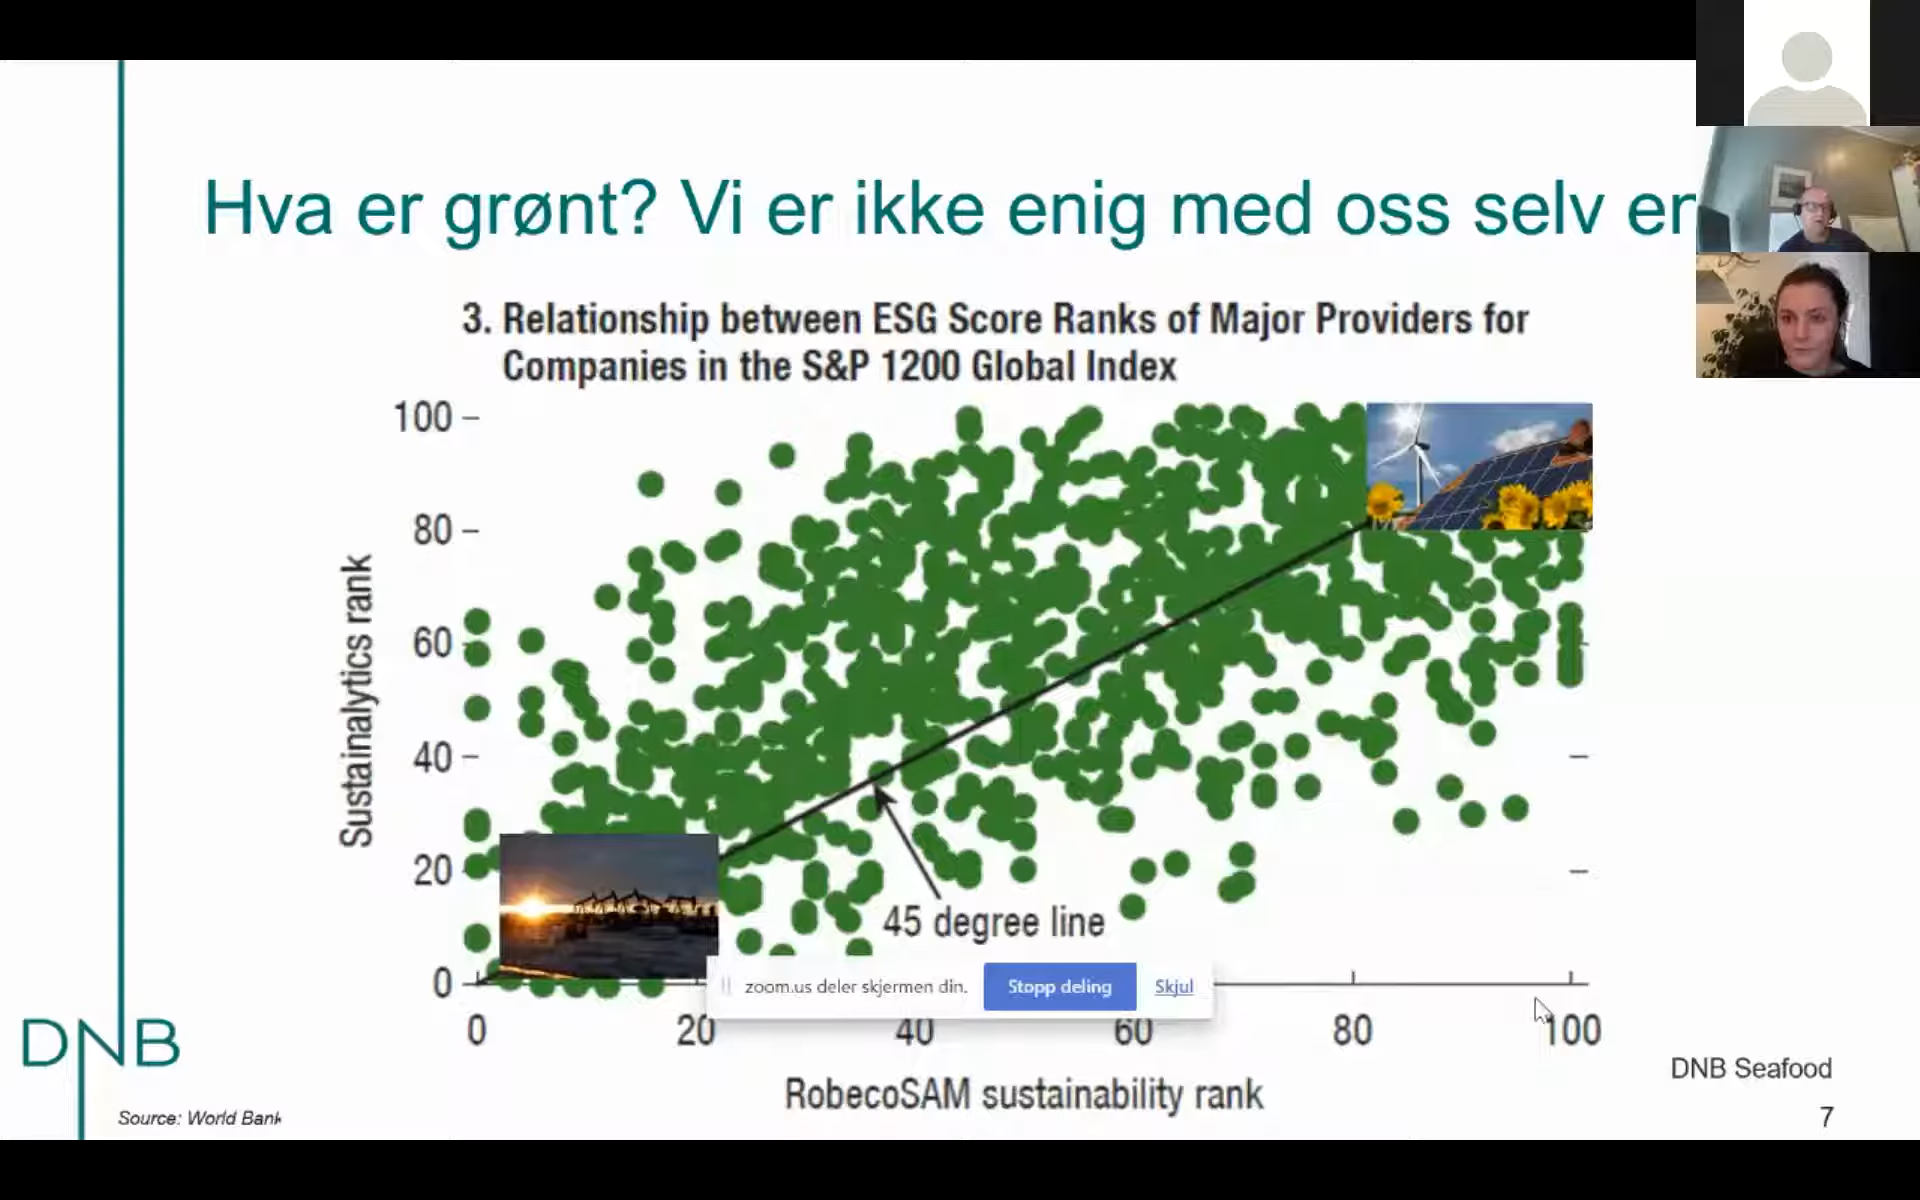 Hva er grønt? Vi er ikke enig med oss selv
3. Relationship between ESG Score Ranks of Major Providers for
Companies in the S&P 1200 Global Index
Sustainalytics rank
100
80
60
40
20
0
45 degree line
zoom.us deler skjermen din.
Stopp deling
Skjul
0 20 40 60 80 100
RobecoSAM sustainability rank
DNB
Source: World Bank
DNB Seafood
7